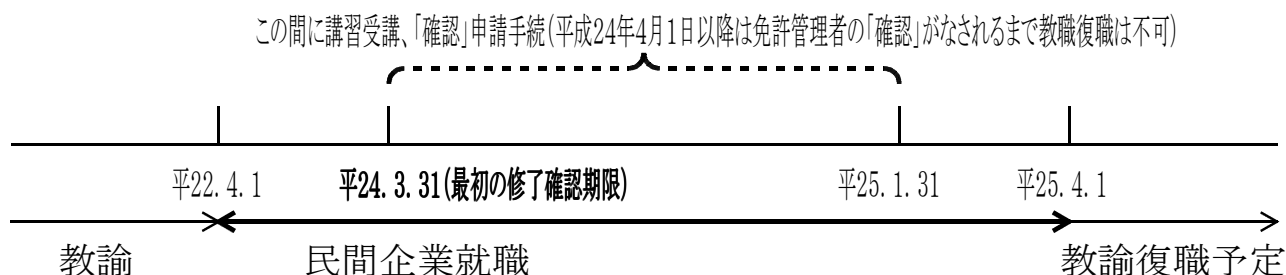 この間に講習受講、「確認」申請手続(平成24年4月1日以降は免許管理者の「確認」がなされるまで教職復職は不可)
平22.4.1 平24.3.31(最初の修了確認期限) 平25.1.31 平25.4.1
教諭 民間企業就職 教諭復職予定